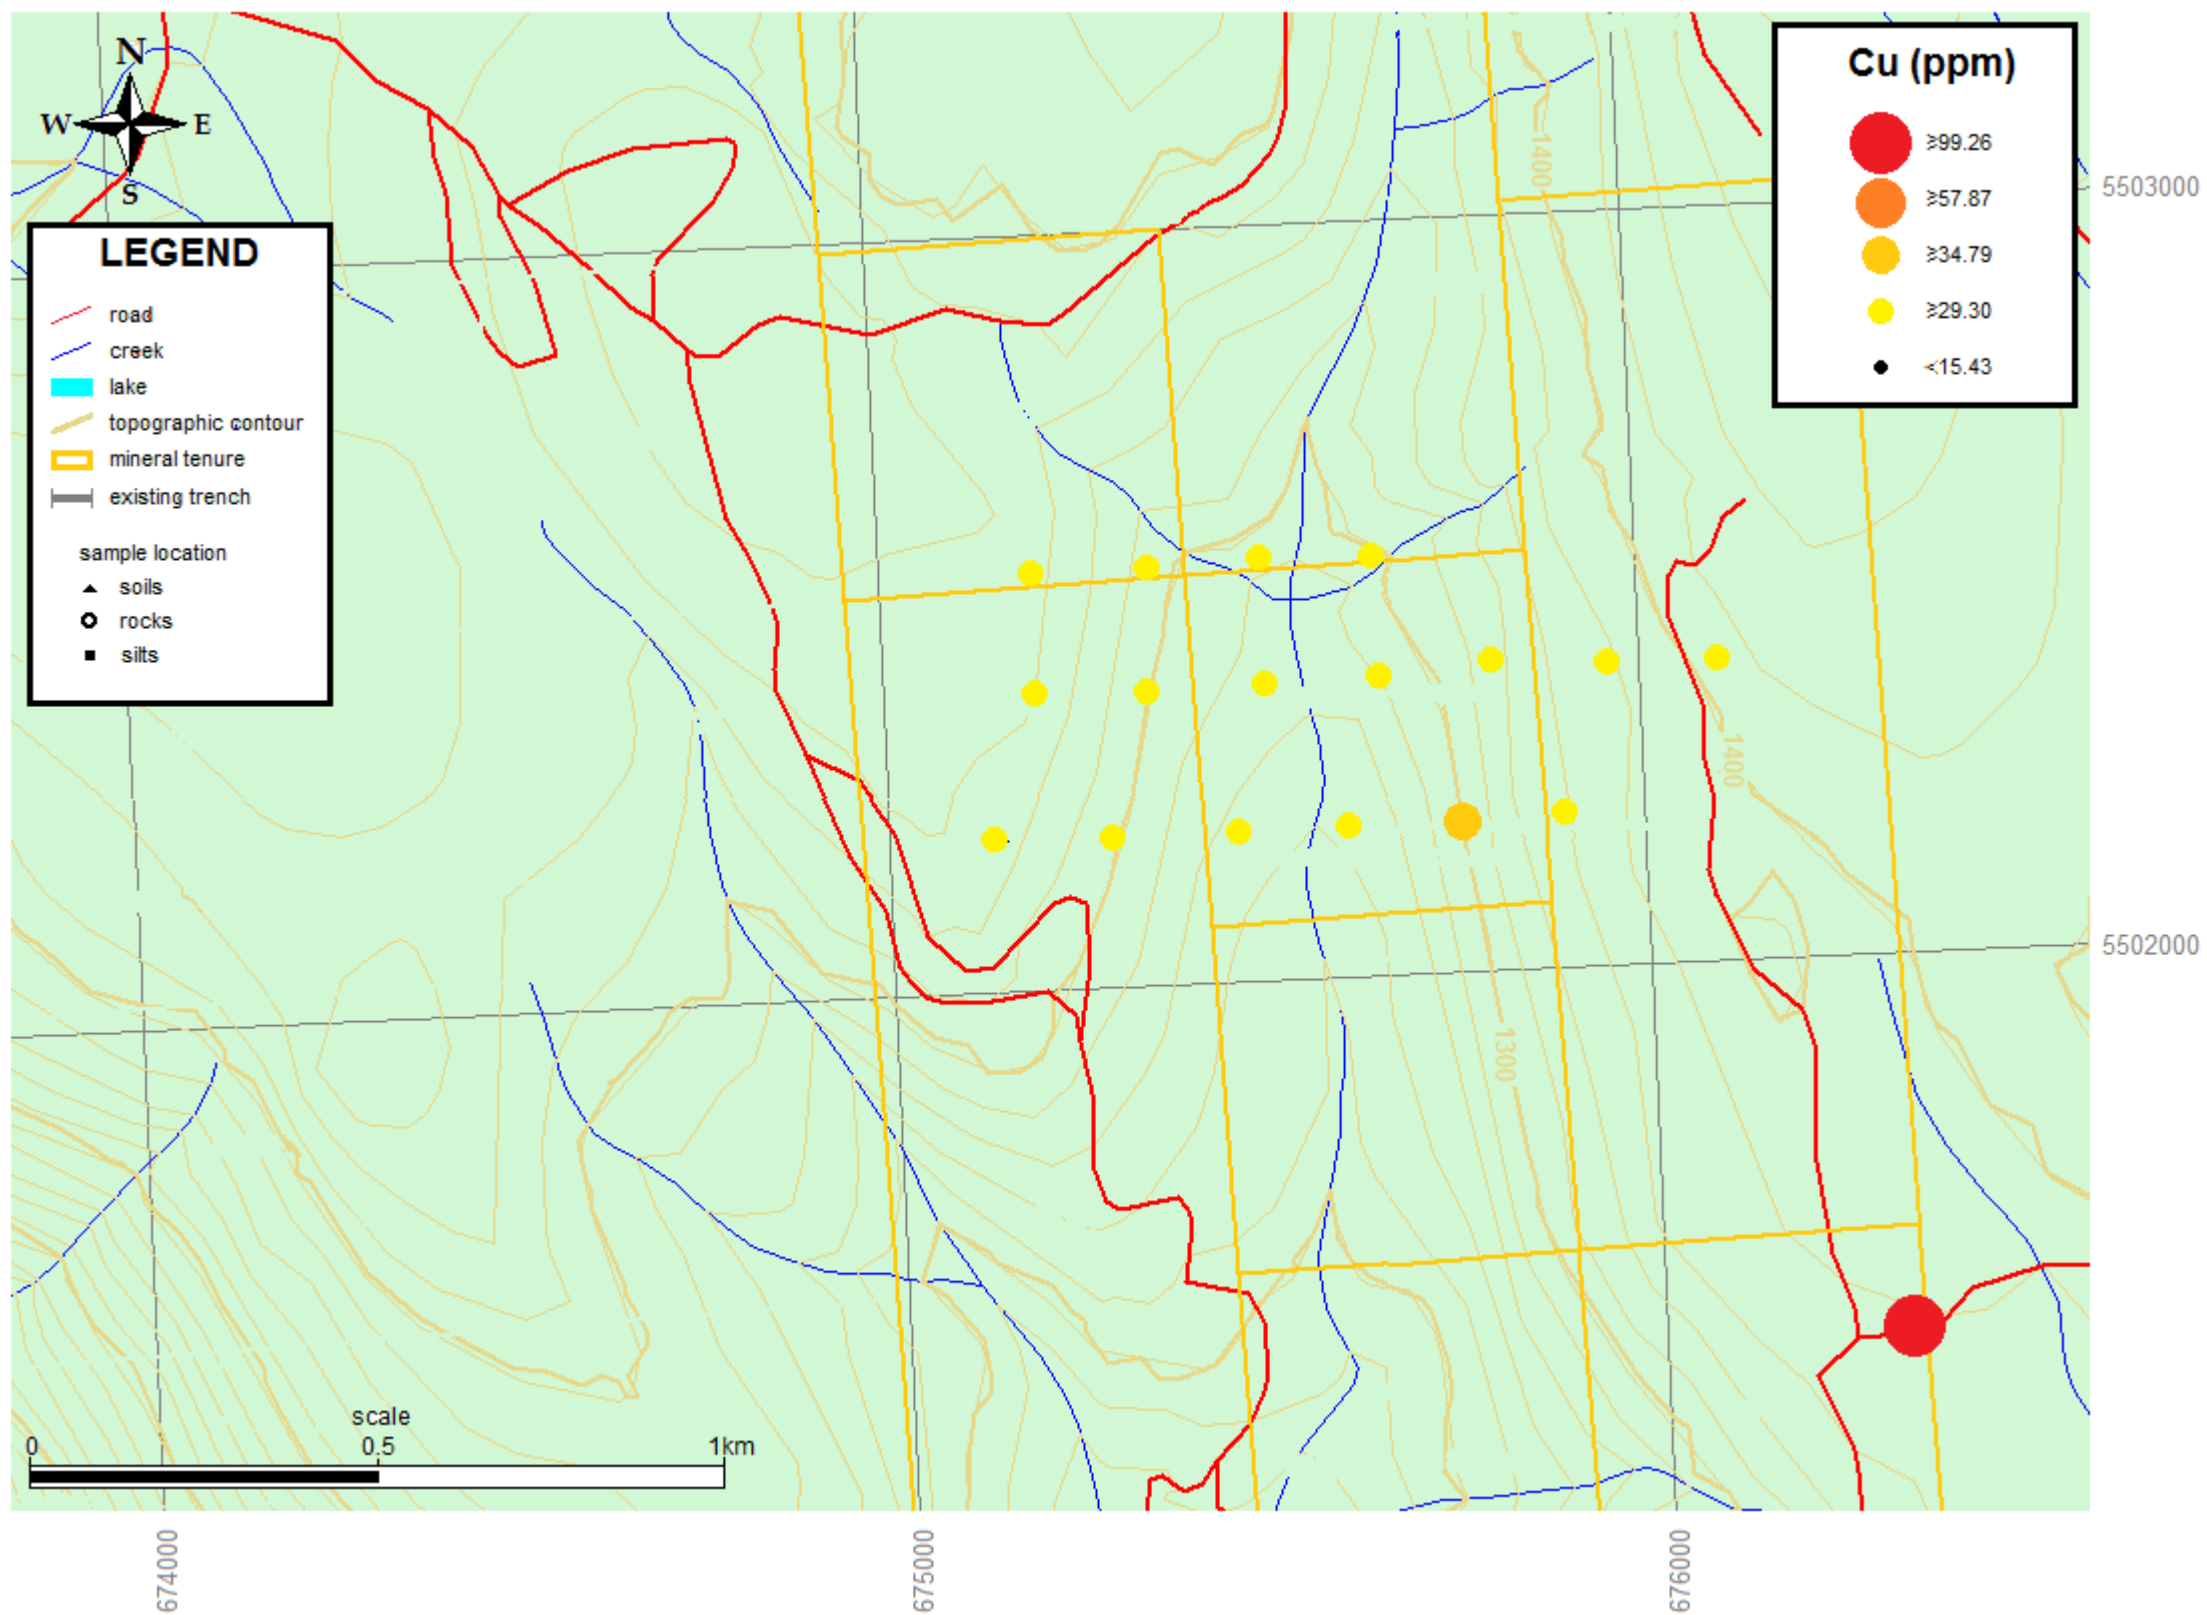 N
W E
S
LEGEND
road
creek
lake
topographic contour
mineral tenure
existing trench
sample location
soils
rocks
silts
Cu (ppm)
≥99.26
≥57.87
≥34.79
≥29.30
<15.43
1400
5503000
1400
5502000
1300
scale
0 0.5 1km
674000 675000 676000